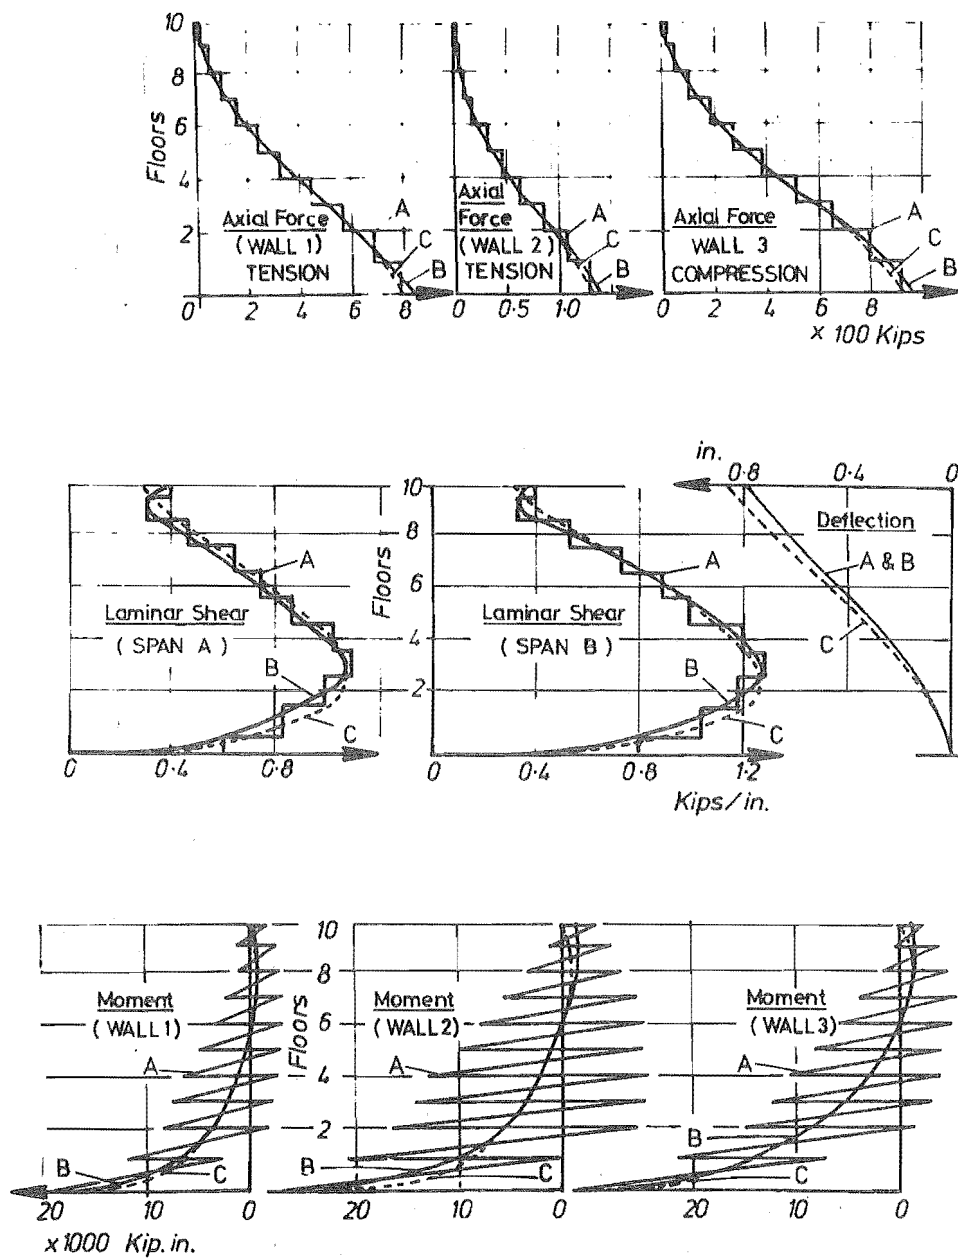 10
8
6
4
2
Floors
Axial Force
(WALL 1)
TENSION
A
C
B
0 2 4 6 8
Axial
Force
(WALL 2)
TENSION
A
C
B
0 0.5 1.0
Axial Force
WALL 3
COMPRESSION
A
C
B
0 2 4 6 8
x 100 Kips
Laminar Shear
(SPAN A)
A
B
C
0 0.4 0.8
10
8
6
4
2
Floors
Laminar Shear
(SPAN B)
A
B
C
0 0.4 0.8 1.2
Kips/in.
in.
0.8 0.4 0
Deflection
A & B
C
Moment
(WALL 1)
A
B
C
20 10 0
x1000 Kip.in.
10
8
6
4
2
Floors
Moment
(WALL 2)
A
B
C
20 10 0
Moment
(WALL 3)
A
B
C
20 10 0